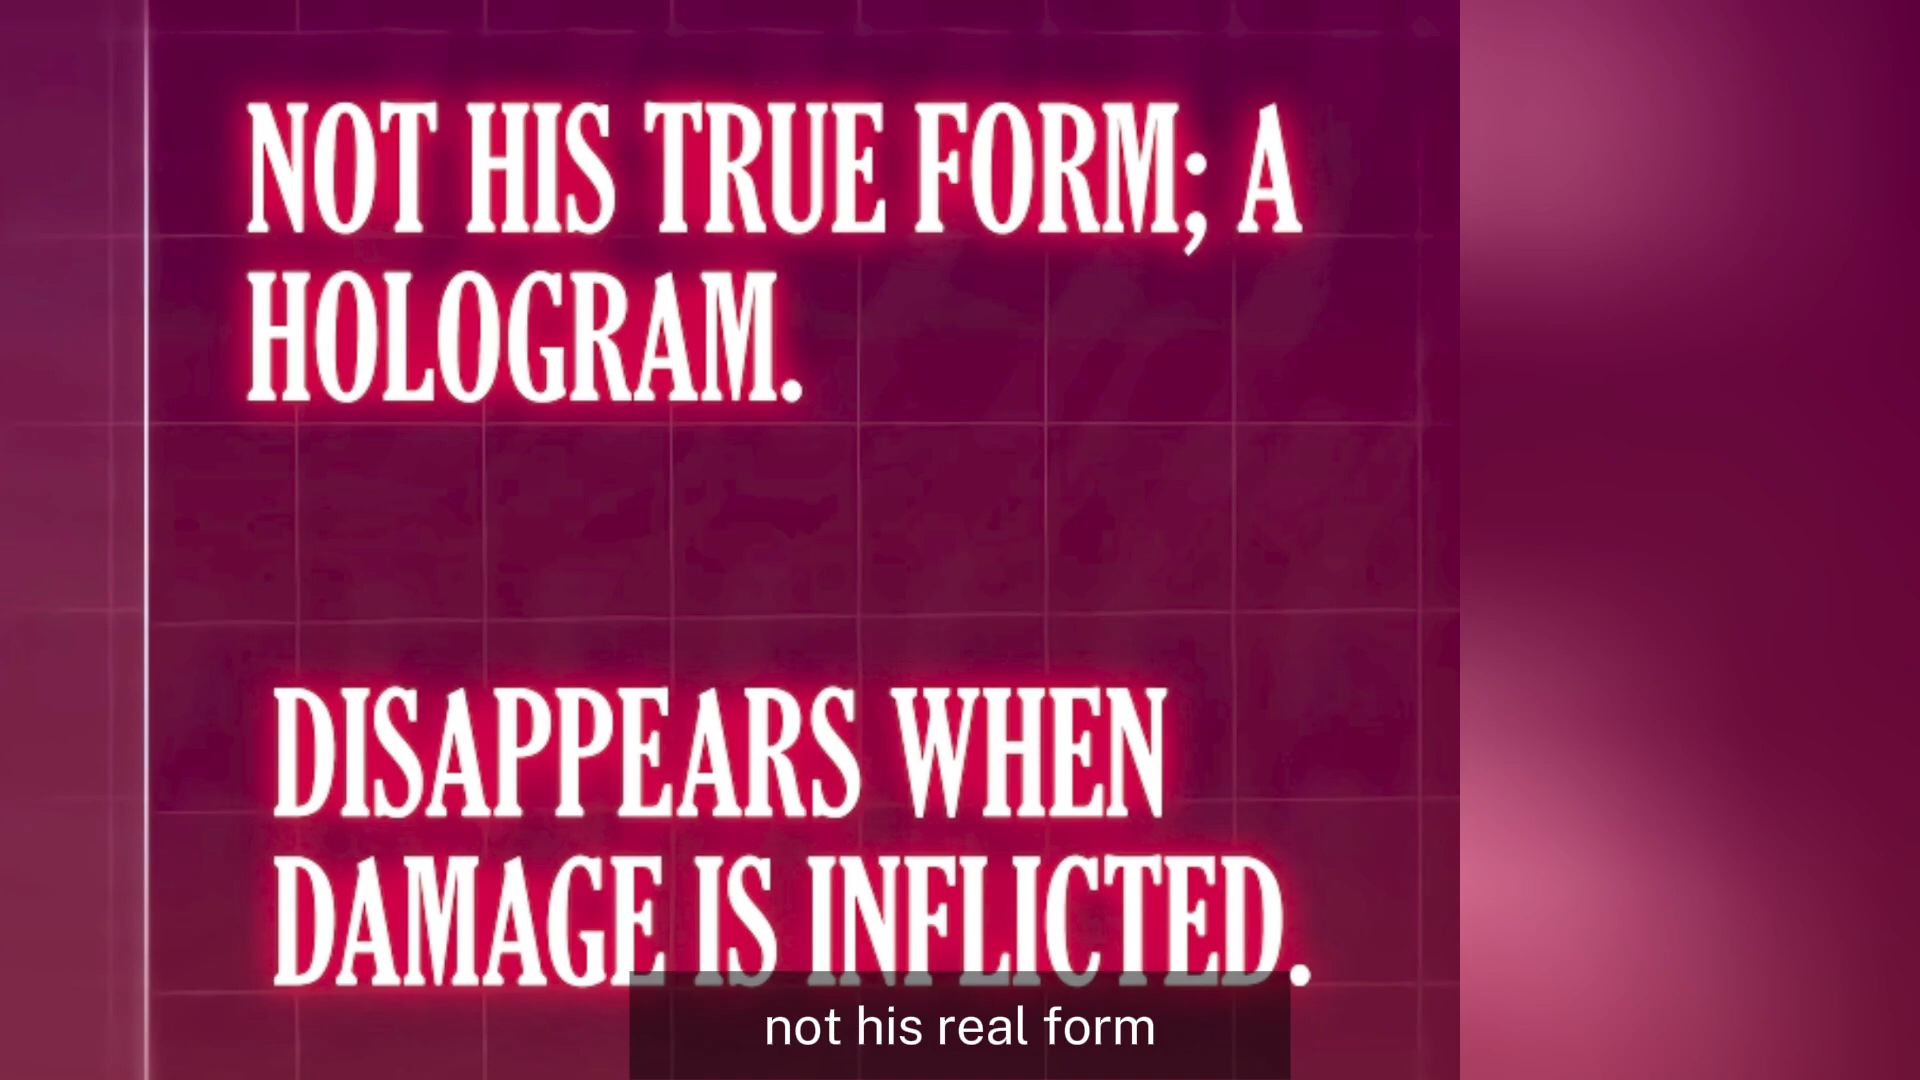 NOT HIS TRUE FORM; A
HOLOGRAM.
DISAPPEARS WHEN
DAMAGE IS INFLICTED.
not his real form